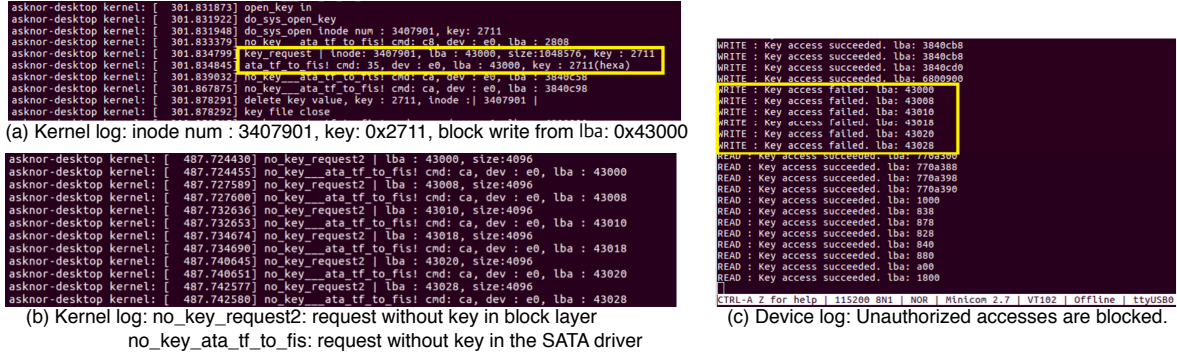 asknor-desktop kernel: [  301.831873] open_key in
asknor-desktop kernel: [  301.831922] do_sys_open_key
asknor-desktop kernel: [  301.831948] do_sys_open inode num : 3407901, key: 2711
asknor-desktop kernel: [  301.833379] no_key___ata_tf_to_fis! cmd: c8, dev : e0, lba : 2808
asknor-desktop kernel: [  301.834799] key_request | inode: 3407901, lba : 43000, size:1048576, key : 2711
asknor-desktop kernel: [  301.834845] ata_tf_to_fis! cmd: 35, dev : e0, lba : 43000, key : 2711(hexa)
asknor-desktop kernel: [  301.839032] no_key___ata_tf_to_fis! cmd: ca, dev : e0, lba : 3840c58
asknor-desktop kernel: [  301.867875] no_key___ata_tf_to_fis! cmd: ca, dev : e0, lba : 3840c98
asknor-desktop kernel: [  301.878291] delete key value, key : 2711, inode :| 3407901 |
asknor-desktop kernel: [  301.878292] key file close
(a) Kernel log: inode num : 3407901, key: 0x2711, block write from lba: 0x43000
asknor-desktop kernel: [  487.724430] no_key_request2 | lba : 43000, size:4096
asknor-desktop kernel: [  487.724455] no_key___ata_tf_to_fis! cmd: ca, dev : e0, lba : 43000
asknor-desktop kernel: [  487.727589] no_key_request2 | lba : 43008, size:4096
asknor-desktop kernel: [  487.727600] no_key___ata_tf_to_fis! cmd: ca, dev : e0, lba : 43008
asknor-desktop kernel: [  487.732636] no_key_request2 | lba : 43010, size:4096
asknor-desktop kernel: [  487.732653] no_key___ata_tf_to_fis! cmd: ca, dev : e0, lba : 43010
asknor-desktop kernel: [  487.734674] no_key_request2 | lba : 43018, size:4096
asknor-desktop kernel: [  487.734690] no_key___ata_tf_to_fis! cmd: ca, dev : e0, lba : 43018
asknor-desktop kernel: [  487.740645] no_key_request2 | lba : 43020, size:4096
asknor-desktop kernel: [  487.740651] no_key___ata_tf_to_fis! cmd: ca, dev : e0, lba : 43020
asknor-desktop kernel: [  487.742577] no_key_request2 | lba : 43028, size:4096
asknor-desktop kernel: [  487.742580] no_key___ata_tf_to_fis! cmd: ca, dev : e0, lba : 43028
(b) Kernel log: no_key_request2: request without key in block layer
no_key_ata_tf_to_fis: request without key in the SATA driver
WRITE : Key access succeeded. lba: 3840cb8
WRITE : Key access succeeded. lba: 3840cb8
WRITE : Key access succeeded. lba: 3840cd0
WRITE : Key access succeeded. lba: 6800900
WRITE : Key access failed. lba: 43000
WRITE : Key access failed. lba: 43008
WRITE : Key access failed. lba: 43010
WRITE : Key access failed. lba: 43018
WRITE : Key access failed. lba: 43020
WRITE : Key access failed. lba: 43028
READ : Key access succeeded. lba: 770a300
READ : Key access succeeded. lba: 770a388
READ : Key access succeeded. lba: 770a398
READ : Key access succeeded. lba: 770a390
READ : Key access succeeded. lba: 1000
READ : Key access succeeded. lba: 838
READ : Key access succeeded. lba: 878
READ : Key access succeeded. lba: 828
READ : Key access succeeded. lba: 840
READ : Key access succeeded. lba: 880
READ : Key access succeeded. lba: a00
READ : Key access succeeded. lba: 1800
CTRL-A Z for help | 115200 8N1 | NOR | Minicom 2.7 | VT102 | Offline | ttyUSB0
(c) Device log: Unauthorized accesses are blocked.